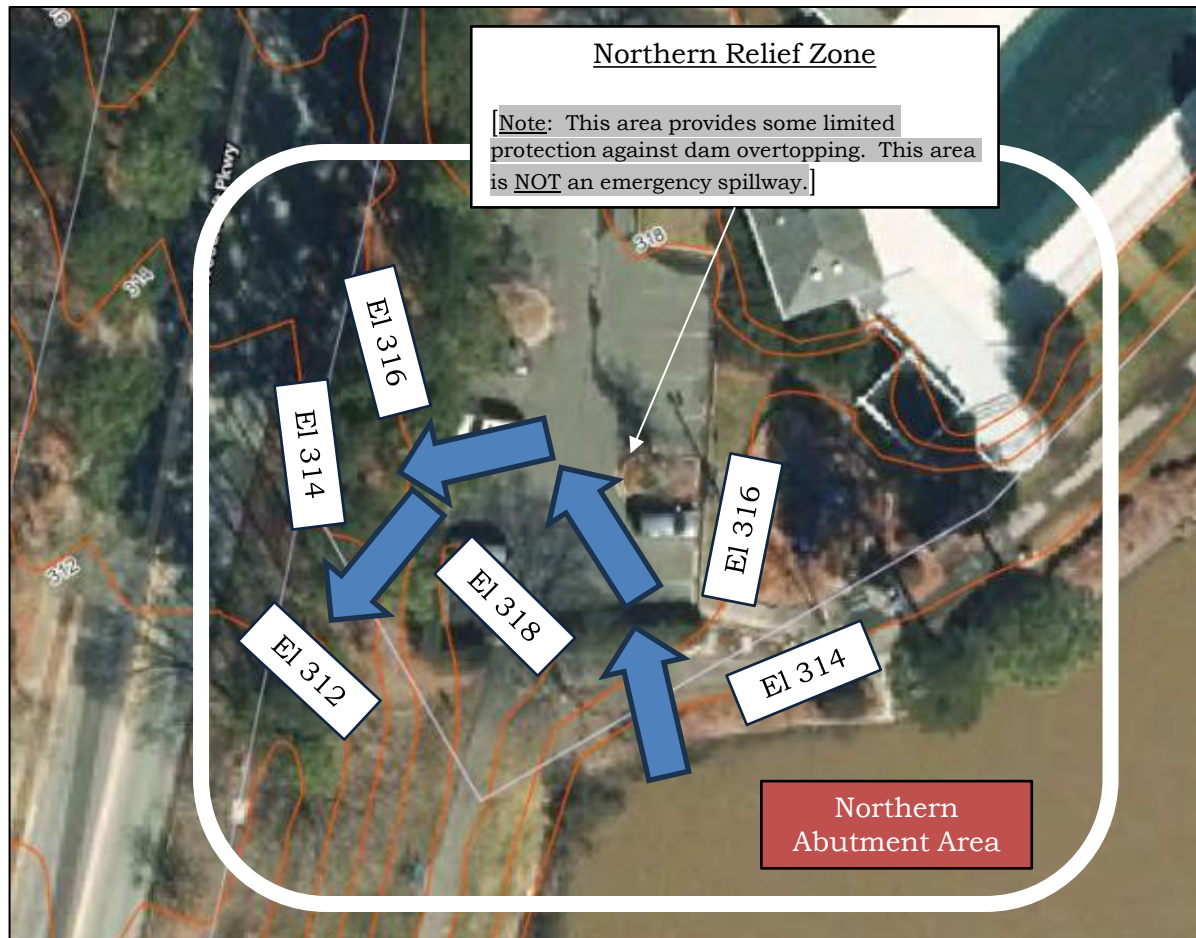 Northern Relief Zone
[Note: This area provides some limited
protection against dam overtopping. This area
is NOT an emergency spillway.]
Pkwy
318
314
El 316
El 314
El 316
312
El 318
El 312
El 314
Northern
Abutment Area